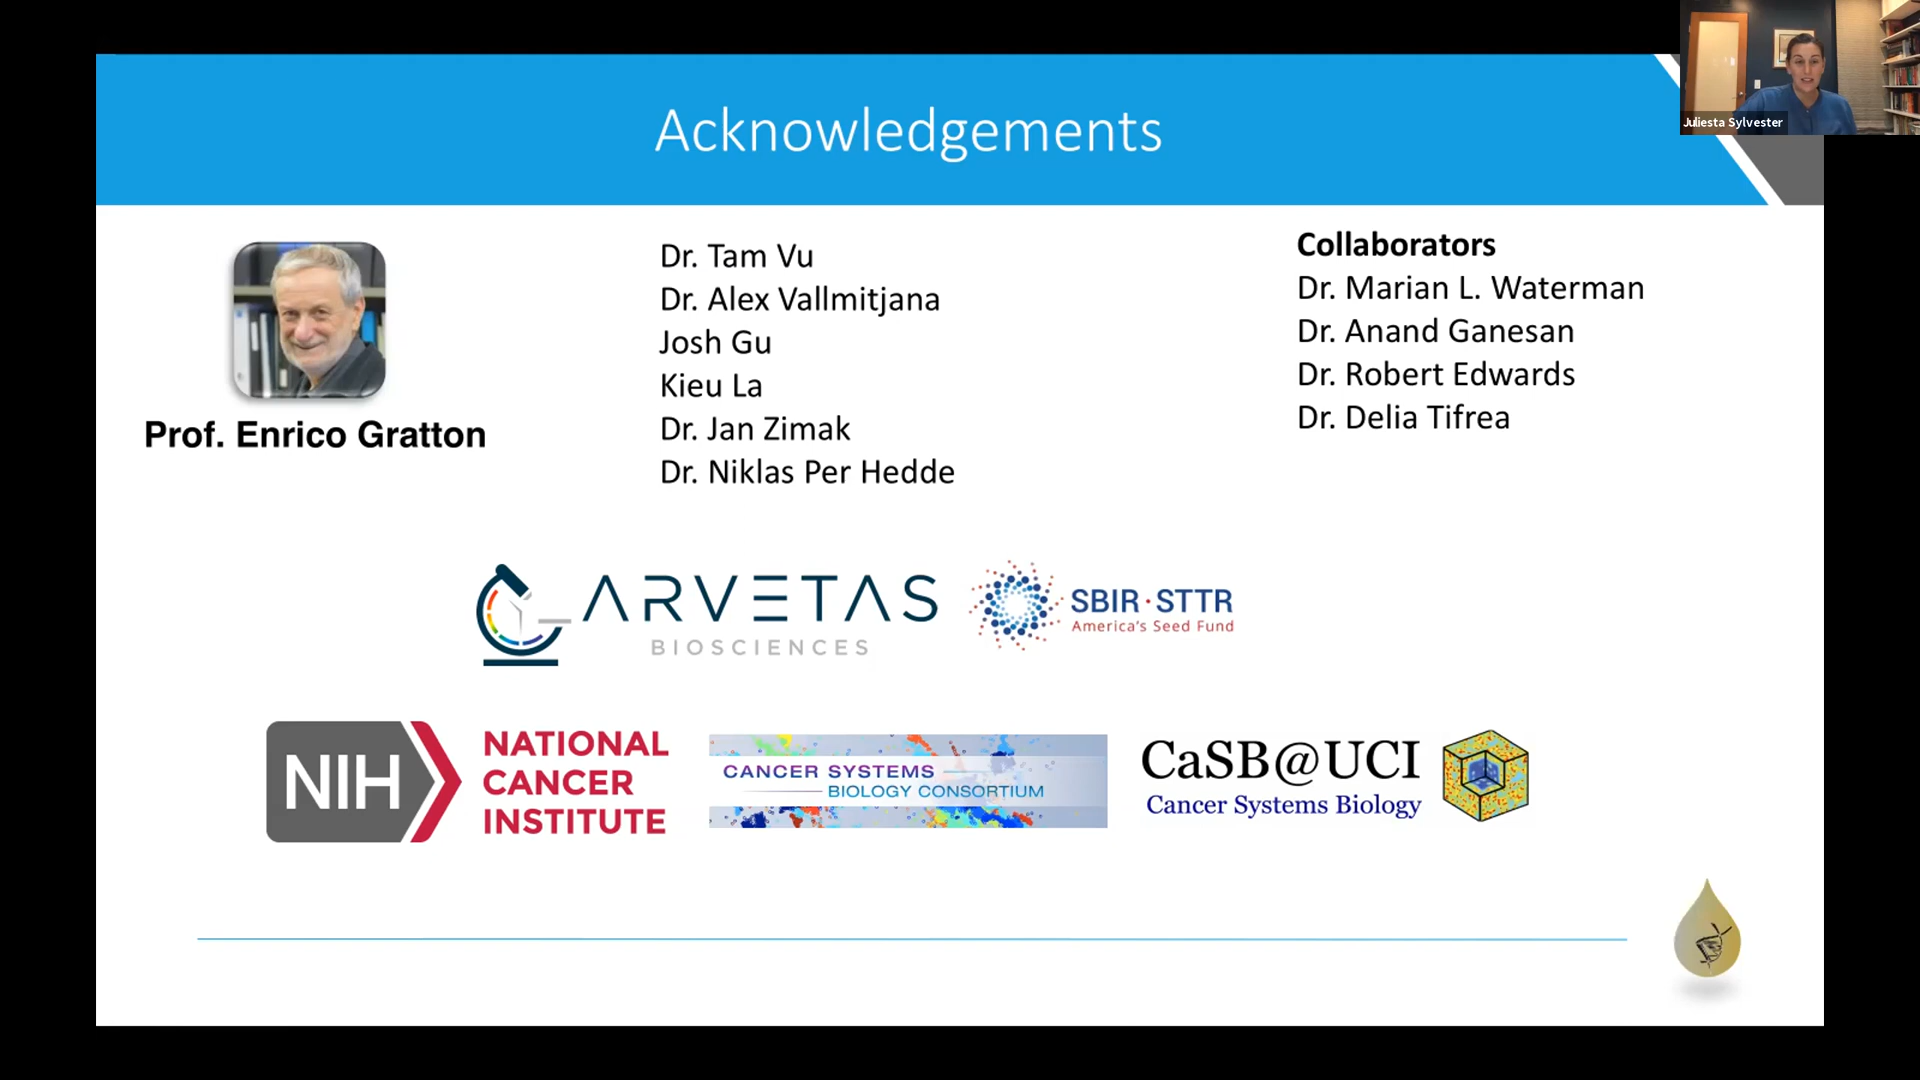 Acknowledgements
Juliesta Sylvester
Prof. Enrico Gratton
Dr. Tam Vu
Dr. Alex Vallmitjana
Josh Gu
Kieu La
Dr. Jan Zimak
Dr. Niklas Per Hedde
Collaborators
Dr. Marian L. Waterman
Dr. Anand Ganesan
Dr. Robert Edwards
Dr. Delia Tifrea
ARVETAS
BIOSCIENCES
SBIR·STTR
America's Seed Fund
NIH
NATIONAL
CANCER
INSTITUTE
CANCER SYSTEMS
BIOLOGY CONSORTIUM
CaSB@UCI
Cancer Systems Biology